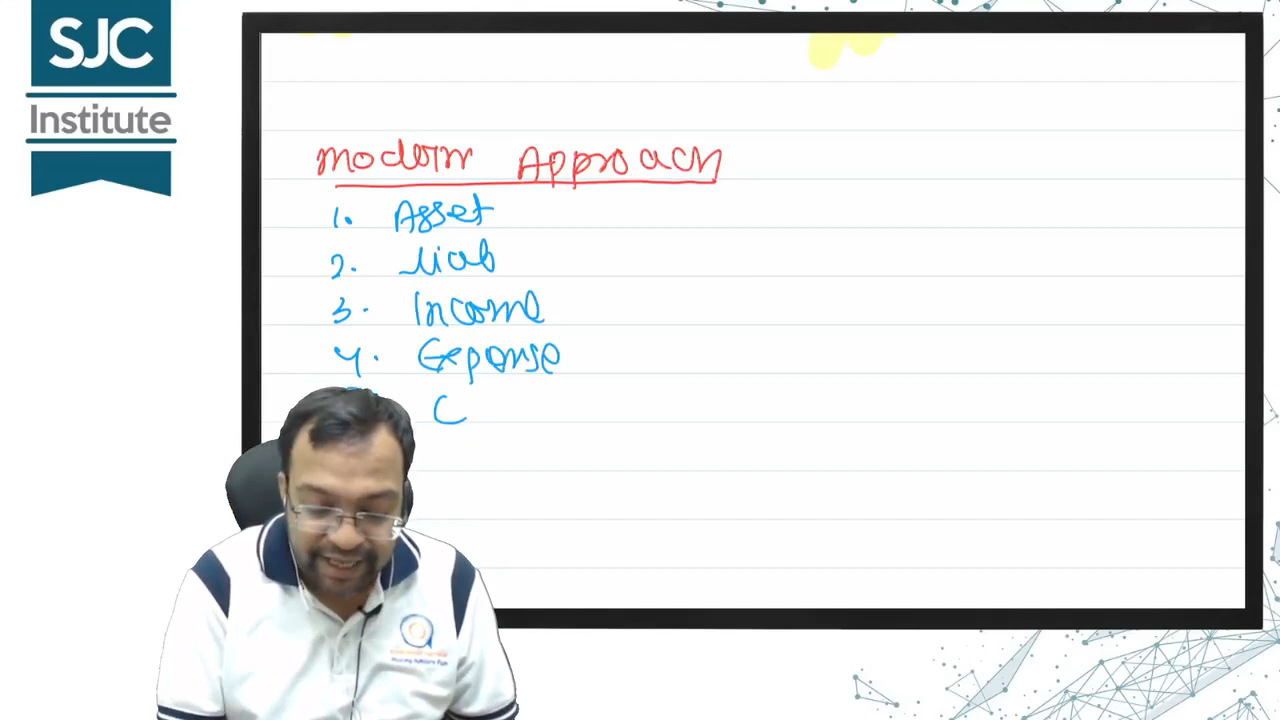 SJC
Institute
Modern Approach
1. Asset
2. Liab
3. Income
4. Expense
C